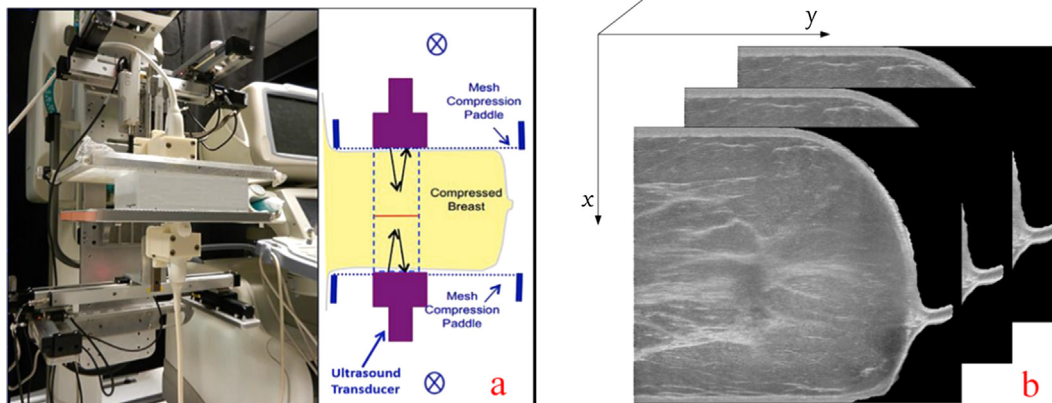 ⊗
Mesh
Compression
Paddle
Compressed
Breast
Mesh
Compression
Paddle
Ultrasound
Transducer
⊗
a
y
x
b